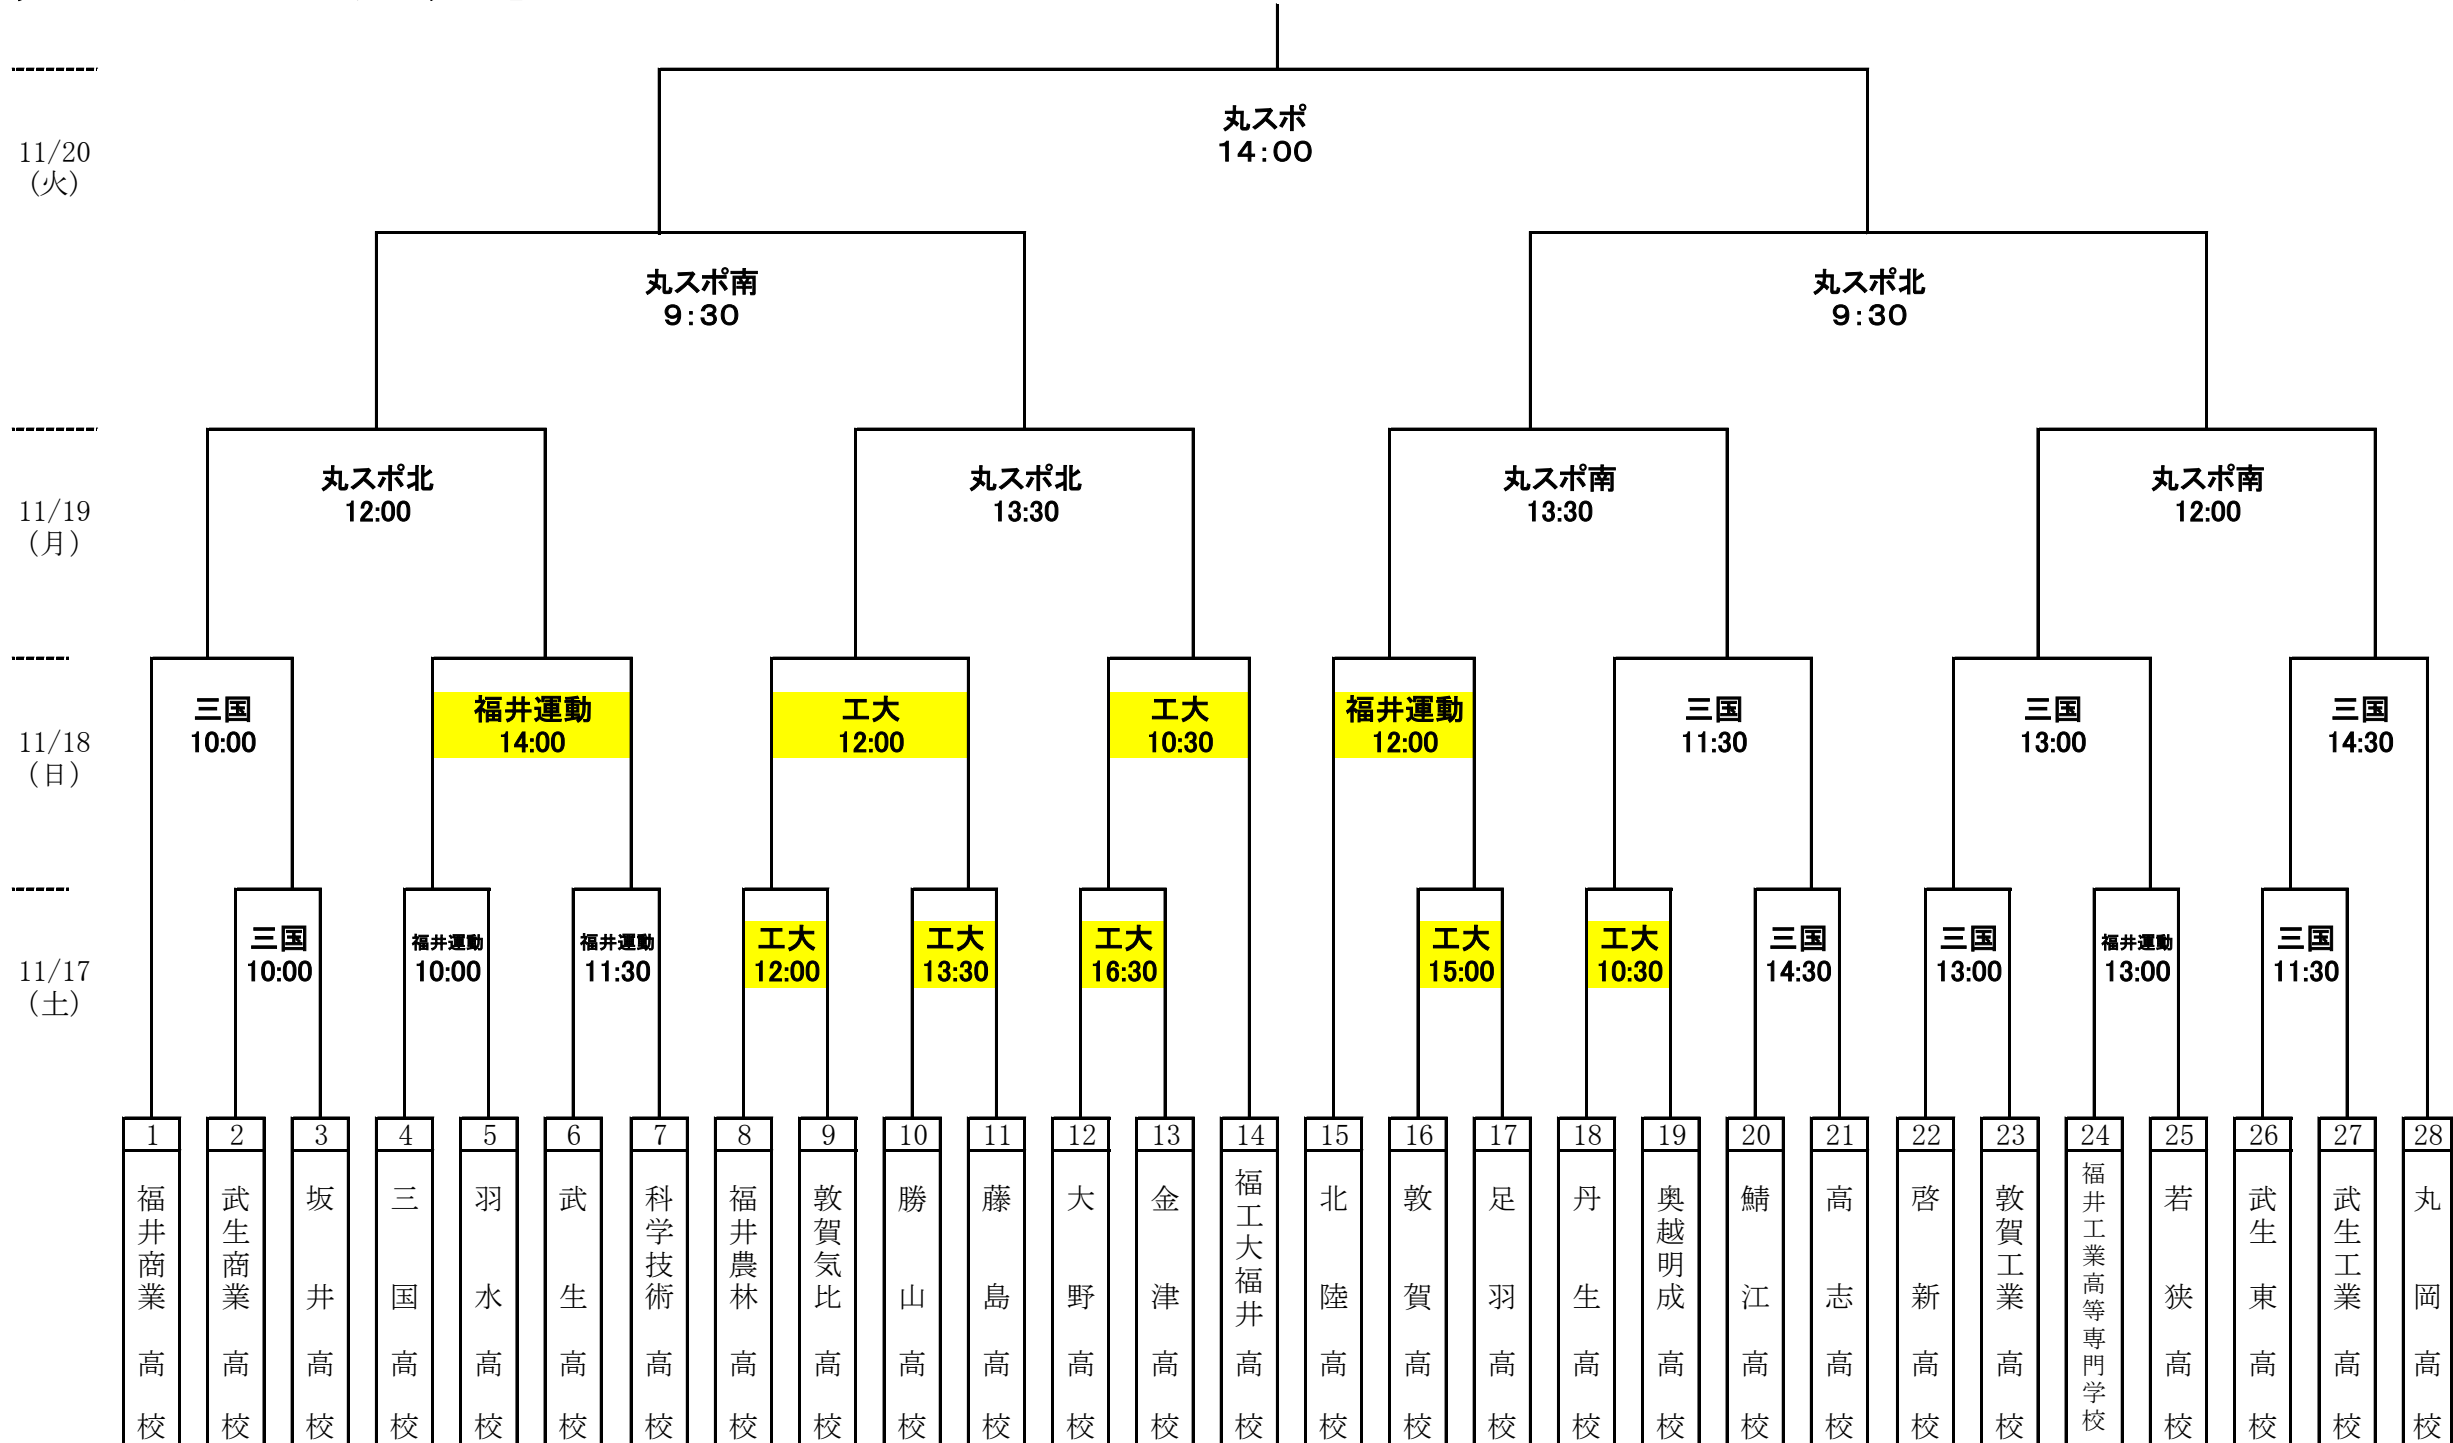 丸スポ
14:00
11/20
(火)
丸スポ南
9:30
丸スポ北
9:30
丸スポ北
12:00
丸スポ北
13:30
丸スポ南
13:30
丸スポ南
12:00
11/19
(月)
三国
10:00
福井運動
14:00
工大
12:00
工大
10:30
福井運動
12:00
三国
11:30
三国
13:00
三国
14:30
11/18
(日)
三国
10:00
福井運動
10:00
福井運動
11:30
工大
12:00
工大
13:30
工大
16:30
工大
15:00
工大
10:30
三国
14:30
三国
13:00
福井運動
13:00
三国
11:30
11/17
(土)
1
福井商業高校
2
武生商業高校
3
坂井高校
4
三国高校
5
羽水高校
6
武生高校
7
科学技術高校
8
福井農林高校
9
敦賀気比高校
10
勝山高校
11
藤島高校
12
大野高校
13
金津高校
14
福工大福井高校
15
北陸高校
16
敦賀高校
17
足羽高校
18
丹生高校
19
奥越明成高校
20
鯖江高校
21
高志高校
22
啓新高校
23
敦賀工業高校
24
福井工業高等専門学校
25
若狭高校
26
武生東高校
27
武生工業高校
28
丸岡高校